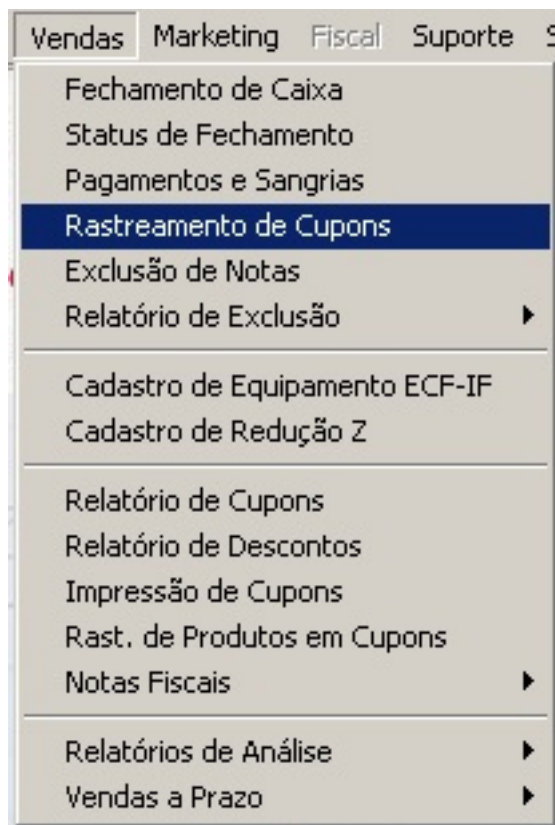 Vendas Marketing Fiscal Suporte
Fechamento de Caixa
Status de Fechamento
Pagamentos e Sangrias
Rastreamento de Cupons
Exclusão de Notas
Relatório de Exclusão
Cadastro de Equipamento ECF-IF
Cadastro de Redução Z
Relatório de Cupons
Relatório de Descontos
Impressão de Cupons
Rast. de Produtos em Cupons
Notas Fiscais
Relatórios de Análise
Vendas a Prazo